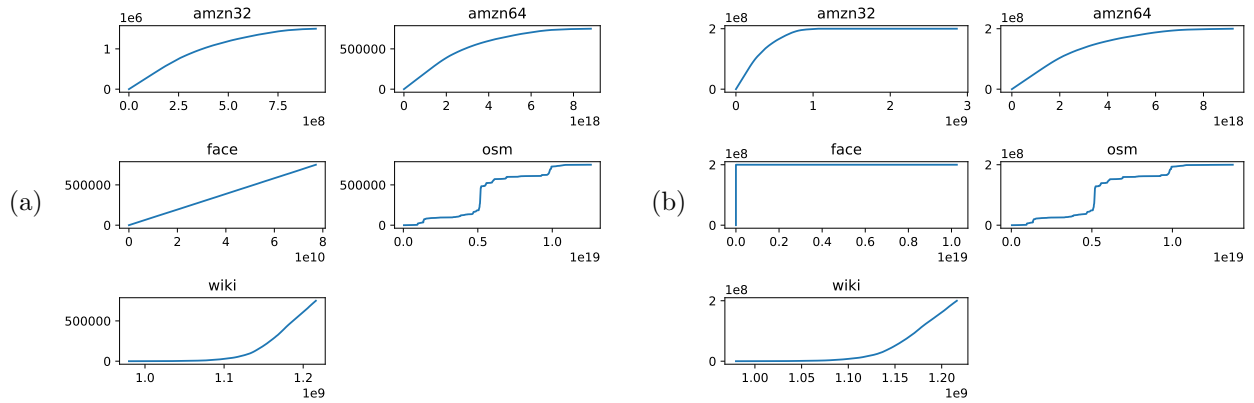 (a)
amzn32
1e6
1
0
0.0 2.5 5.0 7.5
1e8
amzn64
500000
0
0 2 4 6 8
1e18
face
500000
0
0 2 4 6 8
1e10
osm
500000
0
0.0 0.5 1.0
1e19
wiki
500000
0
1.0 1.1 1.2
1e9
(b)
amzn32
1e8
2
0
0 1 2 3
1e9
amzn64
1e8
2
0
0 2 4 6 8
1e18
face
1e8
2
0
0.0 0.2 0.4 0.6 0.8 1.0
1e19
osm
1e8
2
0
0.0 0.5 1.0
1e19
wiki
1e8
2
0
1.00 1.05 1.10 1.15 1.20
1e9